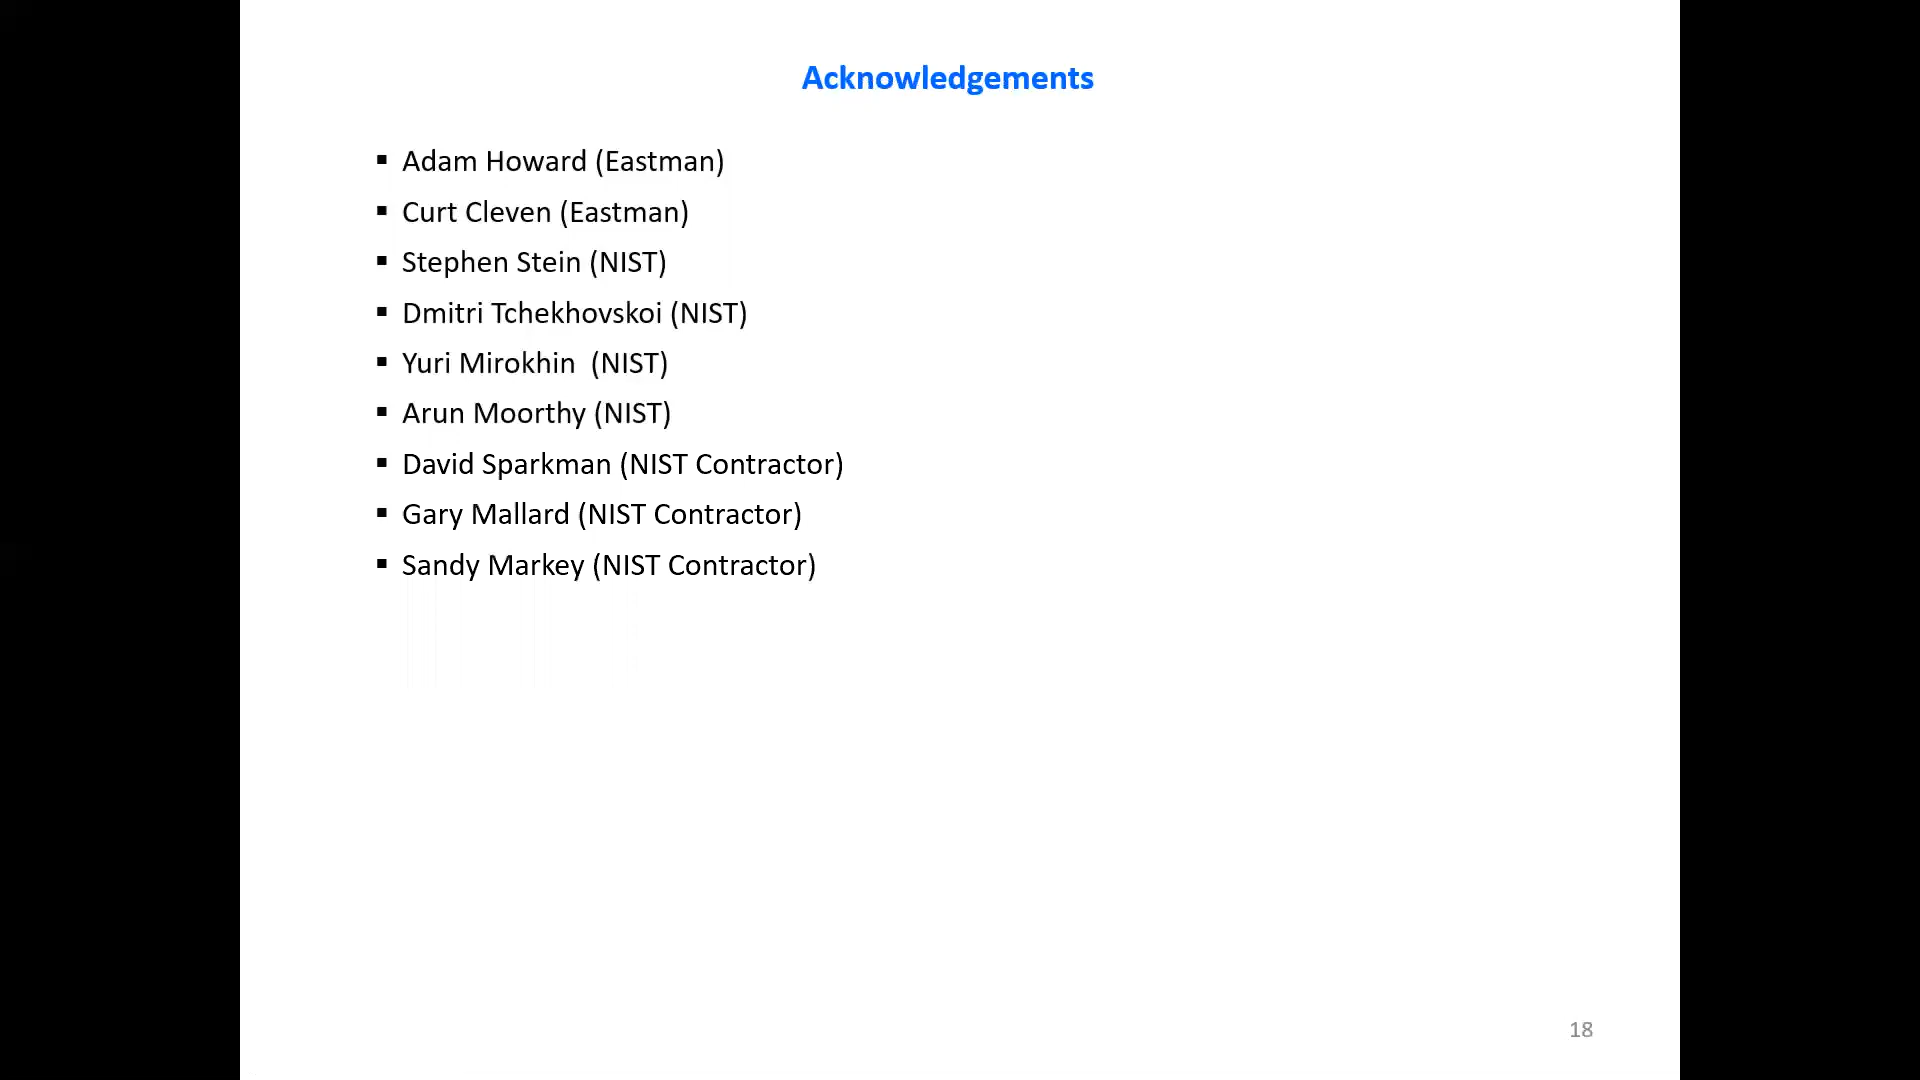 Acknowledgements
▪ Adam Howard (Eastman)
▪ Curt Cleven (Eastman)
▪ Stephen Stein (NIST)
▪ Dmitri Tchekhovskoi (NIST)
▪ Yuri Mirokhin  (NIST)
▪ Arun Moorthy (NIST)
▪ David Sparkman (NIST Contractor)
▪ Gary Mallard (NIST Contractor)
▪ Sandy Markey (NIST Contractor)
18